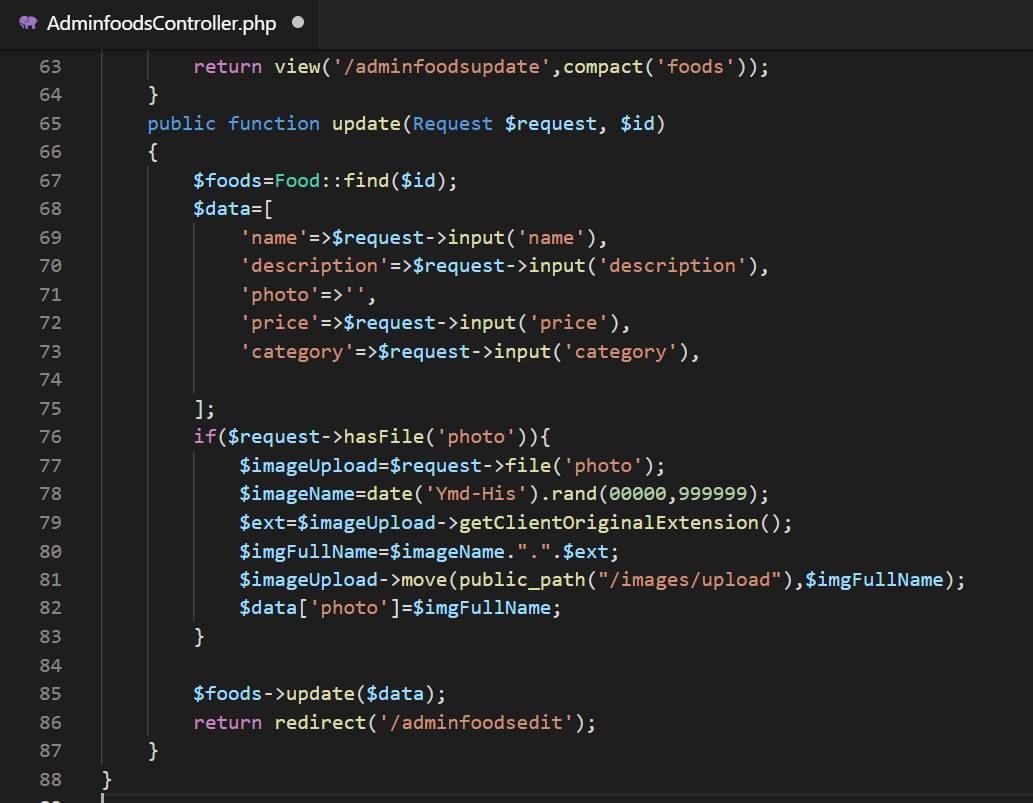 AdminfoodsController.php
63 return view('/adminfoodsupdate',compact('foods'));
64 }
65 public function update(Request $request, $id)
66 {
67 $foods=Food::find($id);
68 $data=[
69 'name'=>$request->input('name'),
70 'description'=>$request->input('description'),
71 'photo'=>'',
72 'price'=>$request->input('price'),
73 'category'=>$request->input('category'),
74
75 ];
76 if($request->hasFile('photo')){
77 $imageUpload=$request->file('photo');
78 $imageName=date('Ymd-His').rand(00000,999999);
79 $ext=$imageUpload->getClientOriginalExtension();
80 $imgFullName=$imageName.".".$ext;
81 $imageUpload->move(public_path("/images/upload"),$imgFullName);
82 $data['photo']=$imgFullName;
83 }
84
85 $foods->update($data);
86 return redirect('/adminfoodsedit');
87 }
88 }